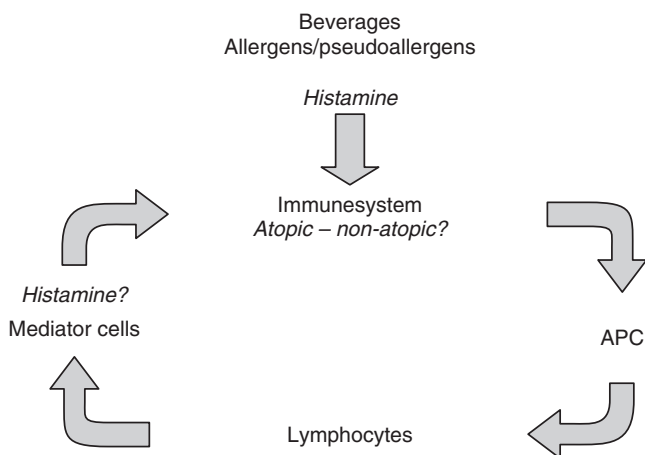 Beverages
Allergens/pseudoallergens
Histamine
Immunesystem
Atopic – non-atopic?
Histamine?
Mediator cells
APC
Lymphocytes